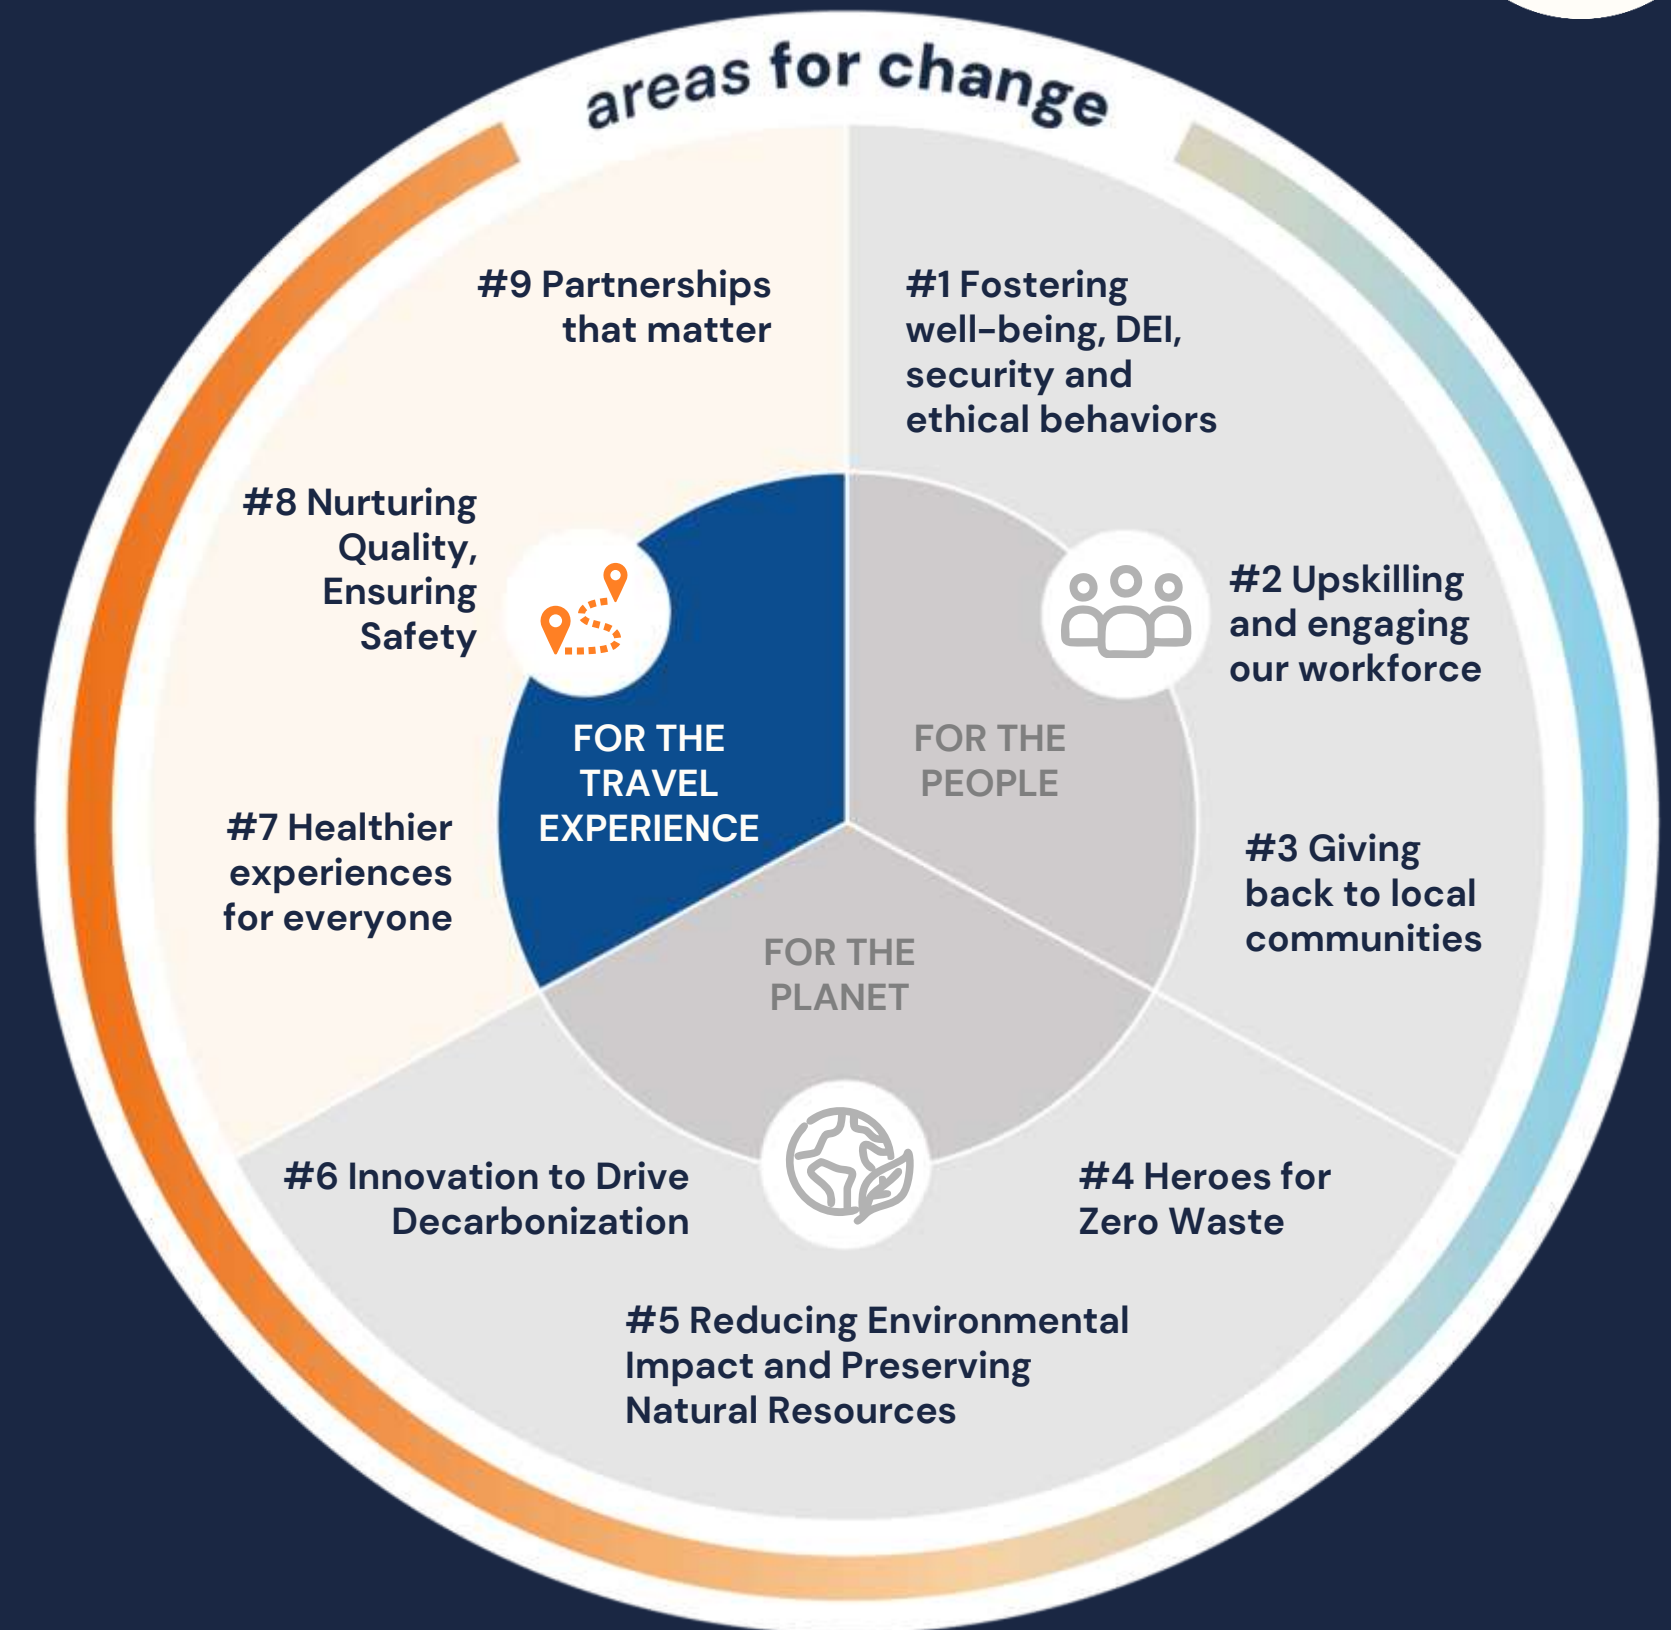 areas for change
#9 Partnerships
that matter
#1 Fostering
well-being, DEI,
security and
ethical behaviors
#8 Nurturing
Quality,
Ensuring
Safety
#2 Upskilling
and engaging
our workforce
FOR THE
TRAVEL
EXPERIENCE
FOR THE
PEOPLE
#7 Healthier
experiences
for everyone
#3 Giving
back to local
communities
FOR THE
PLANET
#6 Innovation to Drive
Decarbonization
#4 Heroes for
Zero Waste
#5 Reducing Environmental
Impact and Preserving
Natural Resources